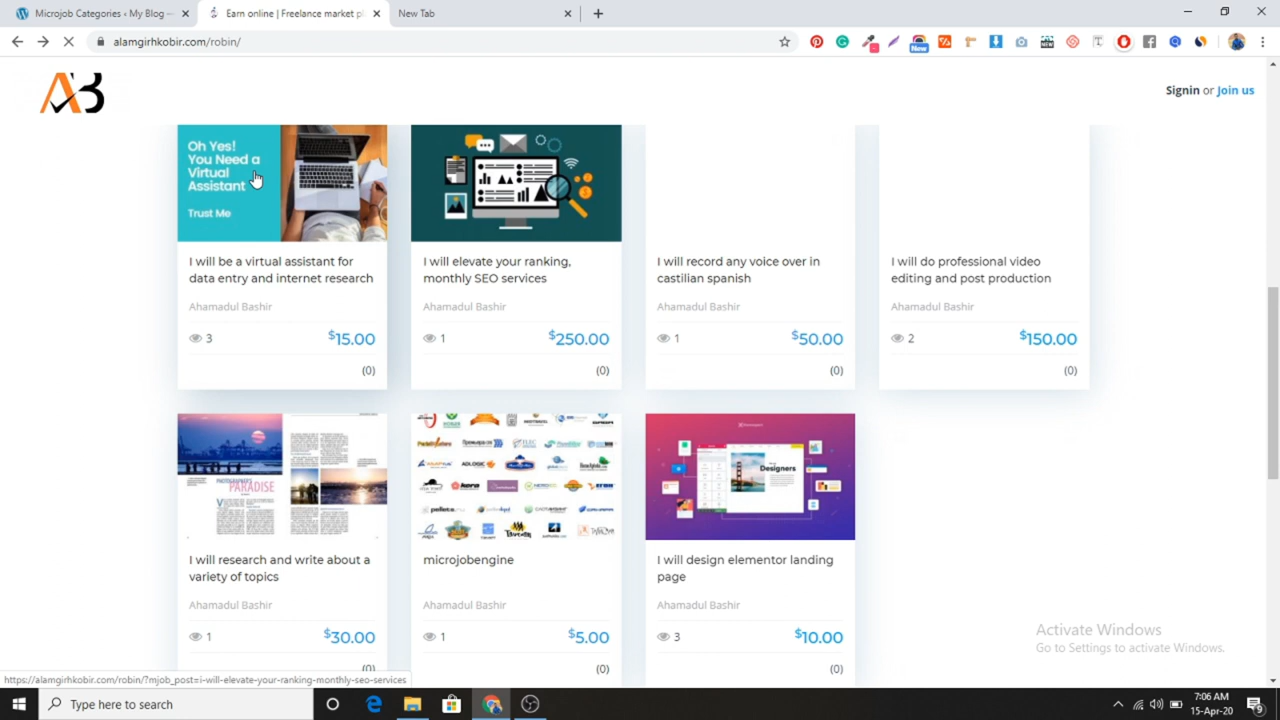 Microjob Categories • My Blog —
Earn online | Freelance market p
New Tab
alamgirhkobir.com/robin/
New
NEW
AB
Signin or Join us
Oh Yes!
You Need a
Virtual
Assistant
Trust Me
I will be a virtual assistant for
data entry and internet research
Ahamadul Bashir
3
$15.00
(0)
I will elevate your ranking,
monthly SEO services
Ahamadul Bashir
1
$250.00
(0)
I will record any voice over in
castilian spanish
Ahamadul Bashir
1
$50.00
(0)
I will do professional video
editing and post production
Ahamadul Bashir
2
$150.00
(0)
PARADISE
I will research and write about a
variety of topics
Ahamadul Bashir
1
$30.00
(0)
microjobengine
Ahamadul Bashir
1
$5.00
(0)
Designers
I will design elementor landing
page
Ahamadul Bashir
3
$10.00
(0)
Activate Windows
Go to Settings to activate Windows.
https://alamgirhkobir.com/robin/?mjob_post=i-will-elevate-your-ranking-monthly-seo-services
Type here to search
7:06 AM
15-Apr-20
9